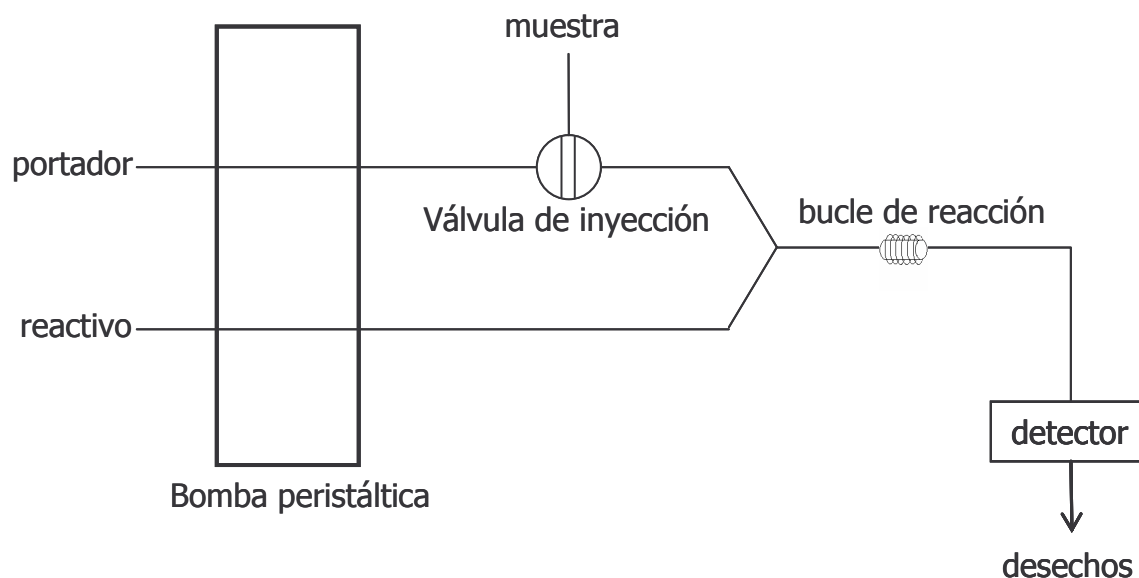 muestra
portador
Válvula de inyección
bucle de reacción
reactivo
detector
Bomba peristáltica
desechos